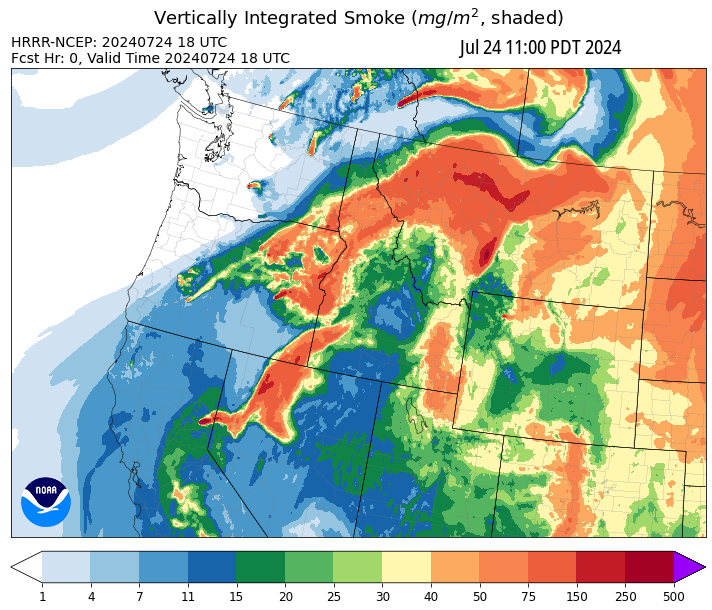 Vertically Integrated Smoke (mg/m², shaded)
HRRR-NCEP: 20240724 18 UTC
Jul 24 11:00 PDT 2024
Fcst Hr: 0, Valid Time 20240724 18 UTC
NOAA
1 4 7 11 15 20 25 30 40 50 75 150 250 500